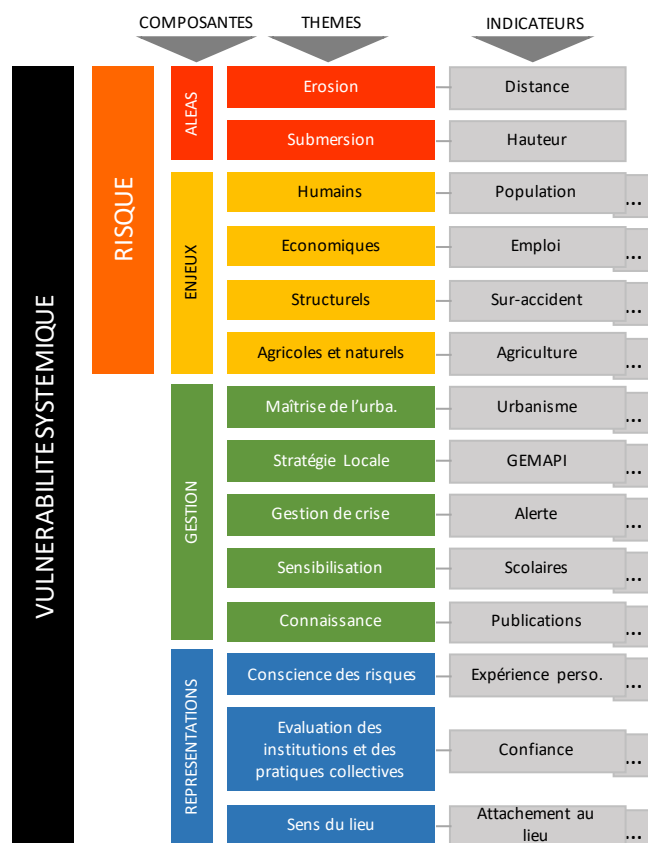 COMPOSANTES THEMES INDICATEURS
VULNERABILITE SYSTEMIQUE
RISQUE
ALEAS
Erosion Distance
Submersion Hauteur
ENJEUX
Humains Population ...
Economiques Emploi ...
Structurels Sur-accident ...
Agricoles et naturels Agriculture ...
GESTION
Maîtrise de l’urba. Urbanisme ...
Stratégie Locale GEMAPI ...
Gestion de crise Alerte ...
Sensibilisation Scolaires ...
Connaissance Publications ...
REPRESENTATIONS
Conscience des risques Expérience perso. ...
Evaluation des
institutions et des
pratiques collectives
Confiance ...
Sens du lieu
Attachement au
lieu ...